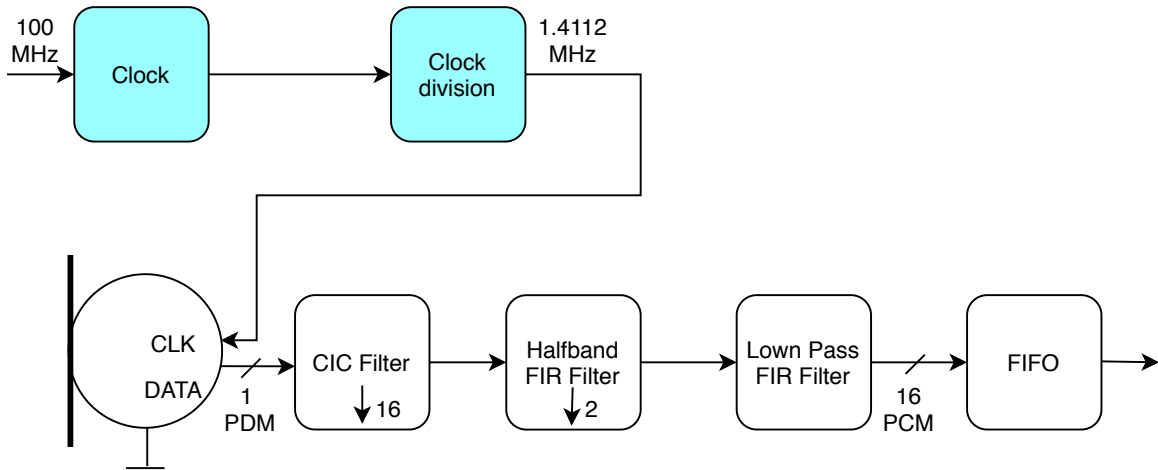 100
MHz
Clock
Clock
division
1.4112
MHz
CLK
DATA
1
PDM
CIC Filter
16
Halfband
FIR Filter
2
Lown Pass
FIR Filter
16
PCM
FIFO